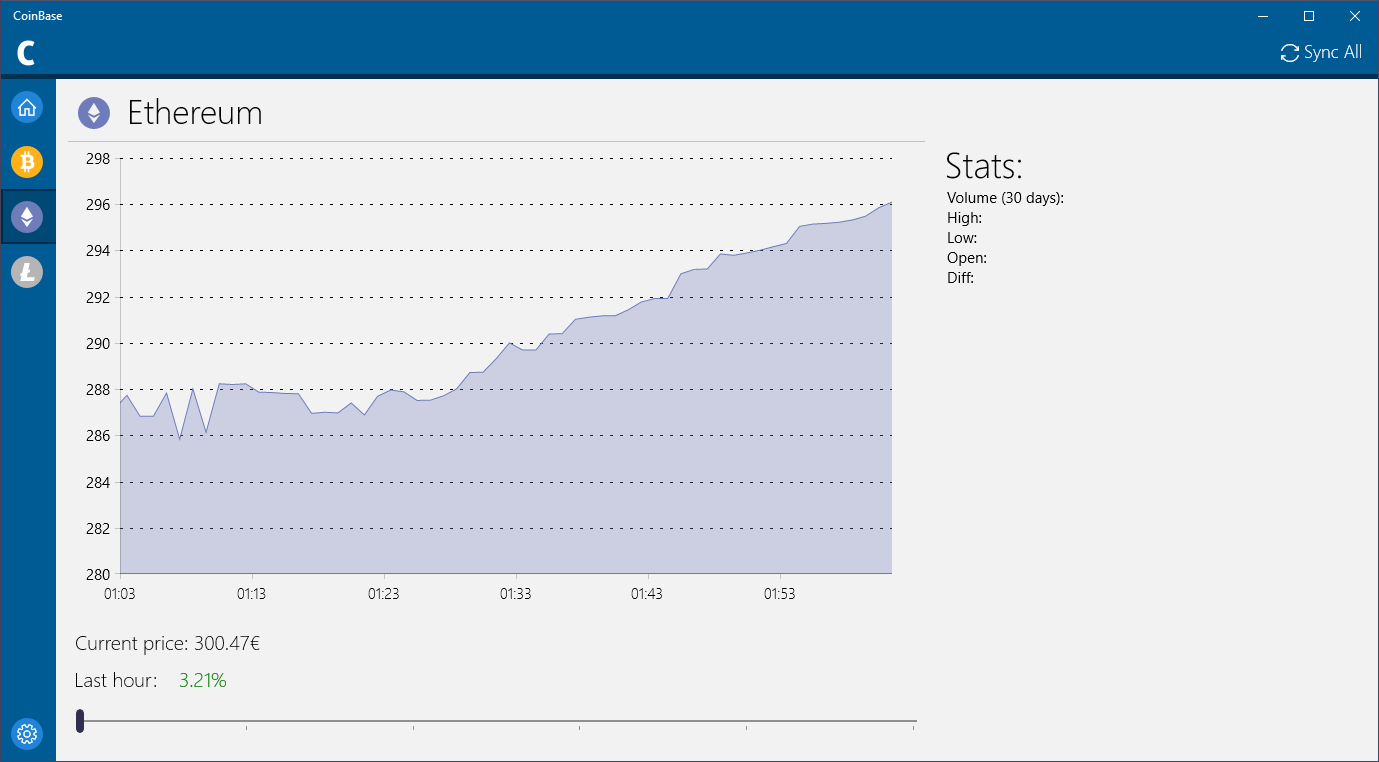 CoinBase
C
Sync All
Ethereum
298
296
294
292
290
288
286
284
282
280
01:03 01:13 01:23 01:33 01:43 01:53
Stats:
Volume (30 days):
High:
Low:
Open:
Diff:
Current price: 300.47€
Last hour: 3.21%